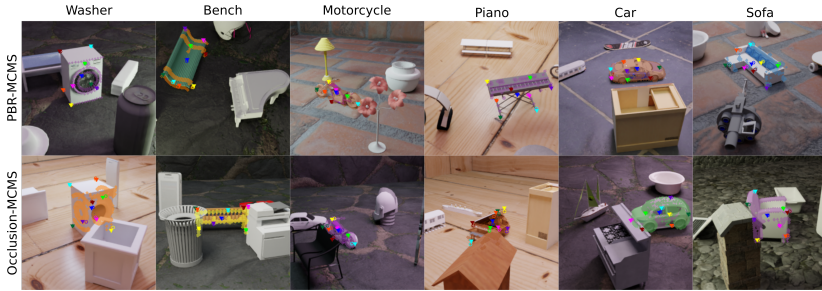 Washer Bench Motorcycle Piano Car Sofa
PBR-MCMS
Occlusion-MCMS